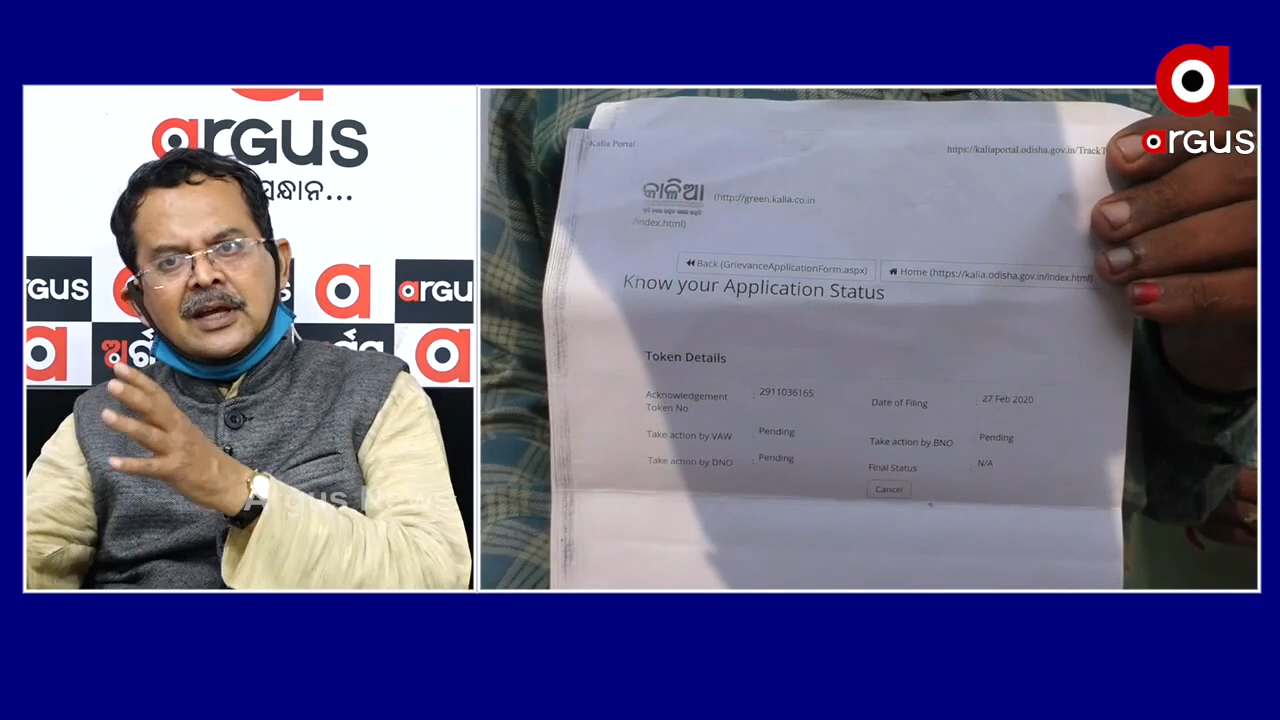 argus
argus
ସନ୍ଧାନ...
argus
argus
Argus News
Kalia Portal
https://kaliaportal.odisha.gov.in/TrackT
କାଳିଆ
(http://green.kalia.co.in
/index.html)
Back (GrievanceApplicationForm.aspx)
Home (https://kalia.odisha.gov.in/index.html)
Know your Application Status
Token Details
Acknowledgement : 2911036165
Token No
Date of Filing : 27 Feb 2020
Take action by VAW : Pending
Take action by BNO : Pending
Take action by DNO : Pending
Final Status : N/A
Cancel